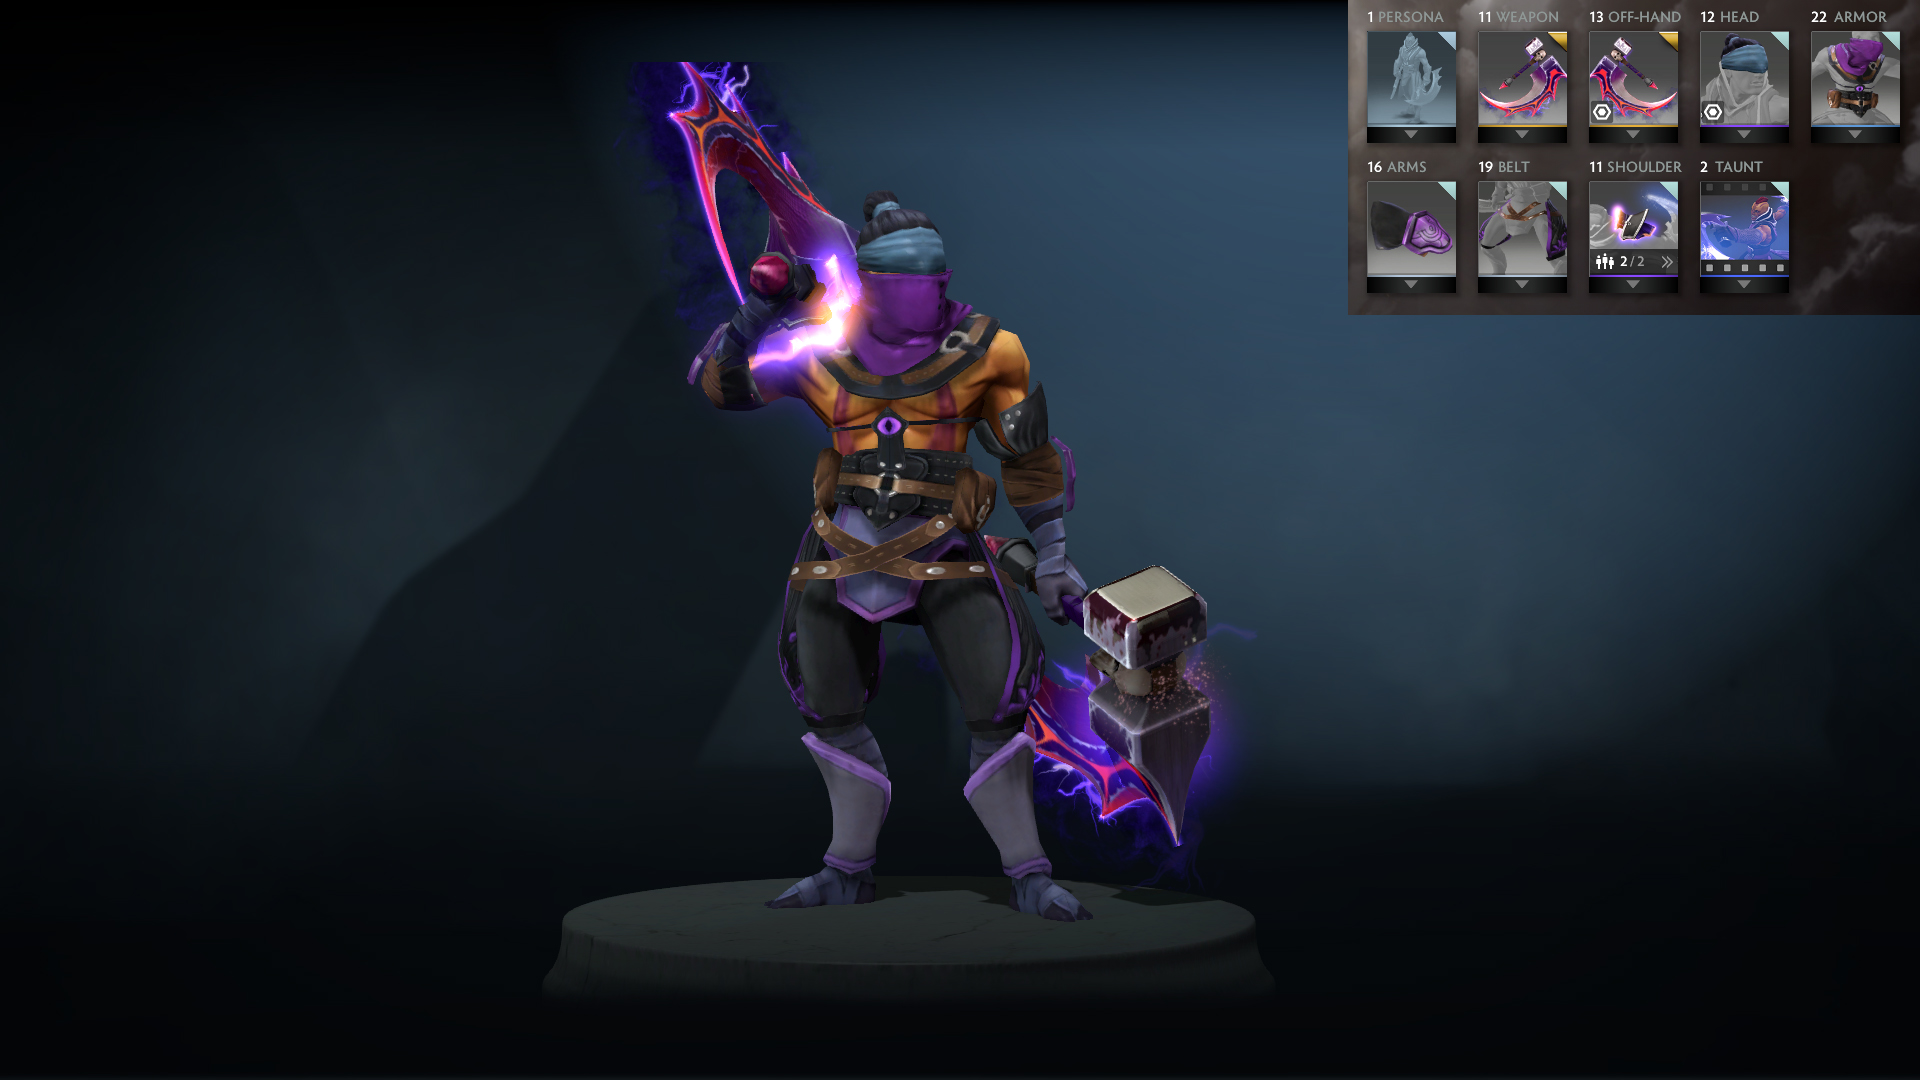 1 PERSONA
11 WEAPON
13 OFF-HAND
12 HEAD
22 ARMOR
16 ARMS
19 BELT
11 SHOULDER
2 TAUNT
2/2